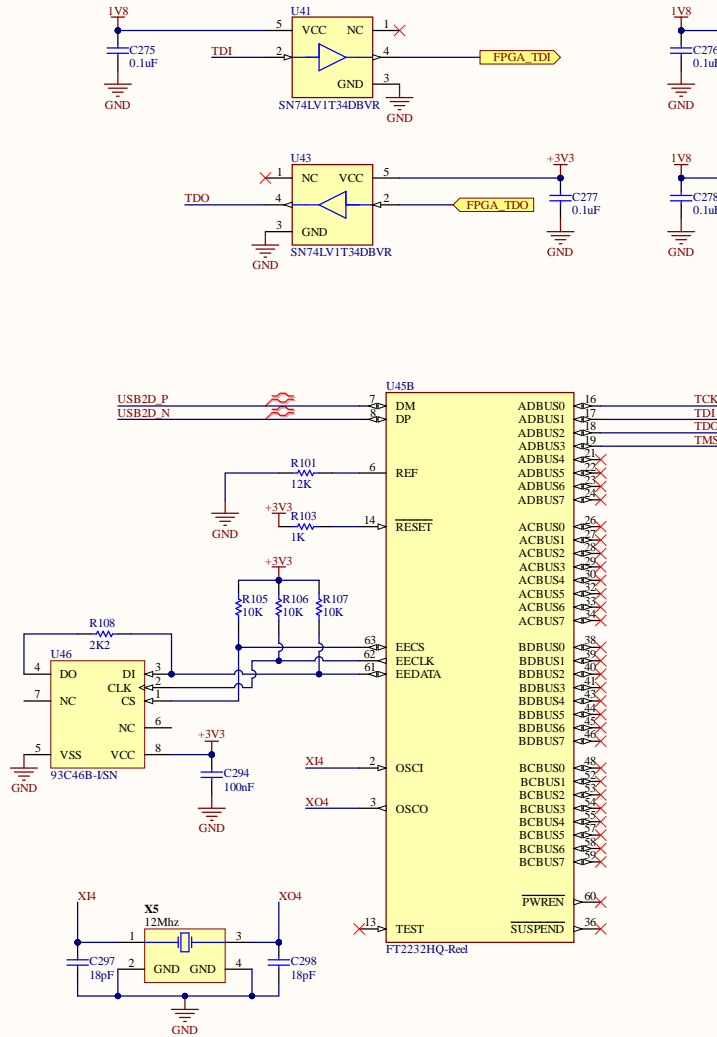 1V8
C275
0.1uF
GND
U41
5 VCC NC 1
TDI 2 4 FPGA_TDI
GND 3
SN74LV1T34DBVR
GND
1V8
C276
0.1uF
GND
U43
1 NC VCC 5
TDO 4 2 FPGA_TDO
3 GND
SN74LV1T34DBVR
GND
+3V3
C277
0.1uF
GND
1V8
C278
0.1uF
GND
U45B
USB2D_P 7 DM
USB2D_N 8 DP
R101
12K
6 REF
GND
+3V3
R103
1K
14 RESET
+3V3
R105
10K
R106
10K
R107
10K
63 EECS
62 EECLK
61 EEDATA
R108
2K2
U46
4 DO DI 3
CLK 2
7 NC CS 1
NC 6
5 VSS VCC 8
93C46B-I/SN
GND
+3V3
C294
100nF
GND
XI4 2 OSCI
XO4 3 OSCO
13 TEST
ADBUS0 16 TCK
ADBUS1 17 TDI
ADBUS2 18 TDO
ADBUS3 19 TMS
ADBUS4 21
ADBUS5 22
ADBUS6 23
ADBUS7 24
ACBUS0 26
ACBUS1 27
ACBUS2 28
ACBUS3 29
ACBUS4 30
ACBUS5 32
ACBUS6 33
ACBUS7 34
BDBUS0 38
BDBUS1 39
BDBUS2 40
BDBUS3 41
BDBUS4 43
BDBUS5 44
BDBUS6 45
BDBUS7 46
BCBUS0 48
BCBUS1 52
BCBUS2 53
BCBUS3 54
BCBUS4 55
BCBUS5 57
BCBUS6 58
BCBUS7 59
PWREN 60
SUSPEND 36
FT2232HQ-Reel
XI4
XO4
X5
12Mhz
1 3
2 GND GND 4
C297
18pF
C298
18pF
GND